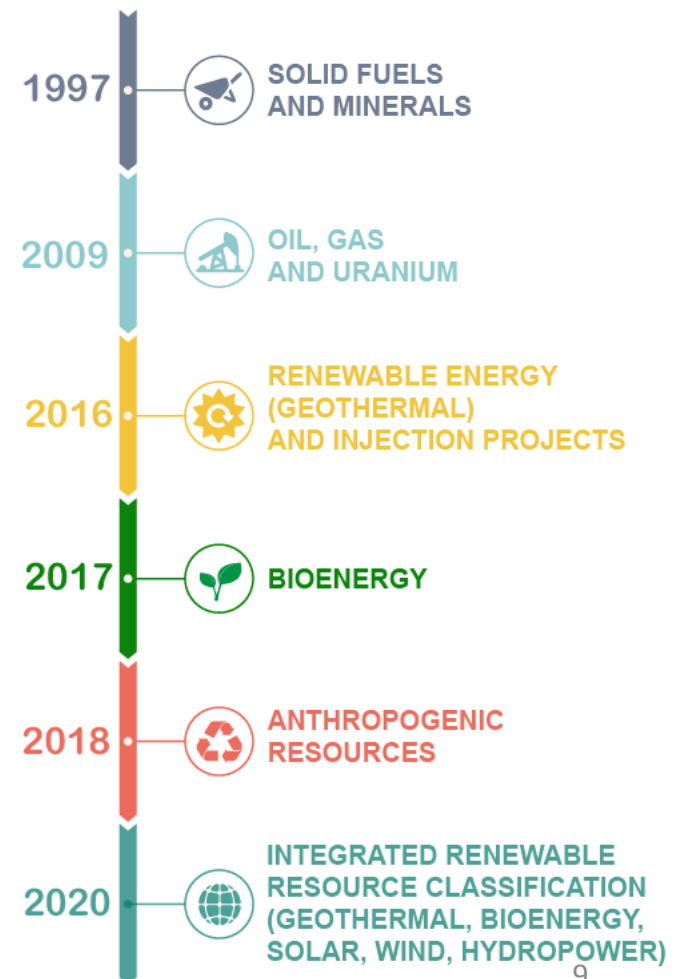 1997
SOLID FUELS
AND MINERALS
2009
OIL, GAS
AND URANIUM
2016
RENEWABLE ENERGY
(GEOTHERMAL)
AND INJECTION PROJECTS
2017
BIOENERGY
2018
ANTHROPOGENIC
RESOURCES
2020
INTEGRATED RENEWABLE
RESOURCE CLASSIFICATION
(GEOTHERMAL, BIOENERGY,
SOLAR, WIND, HYDROPOWER)
9